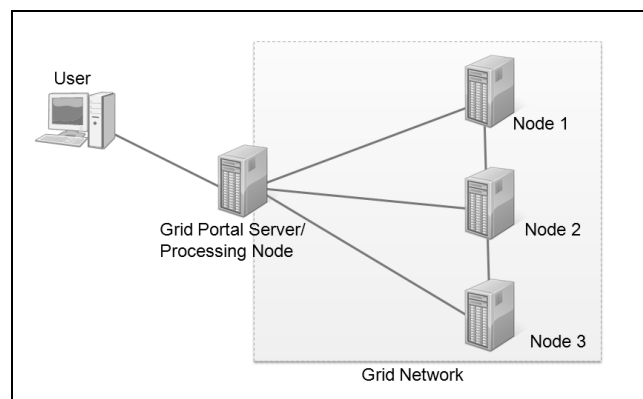 User
Node 1
Grid Portal Server/
Processing Node
Node 2
Node 3
Grid Network